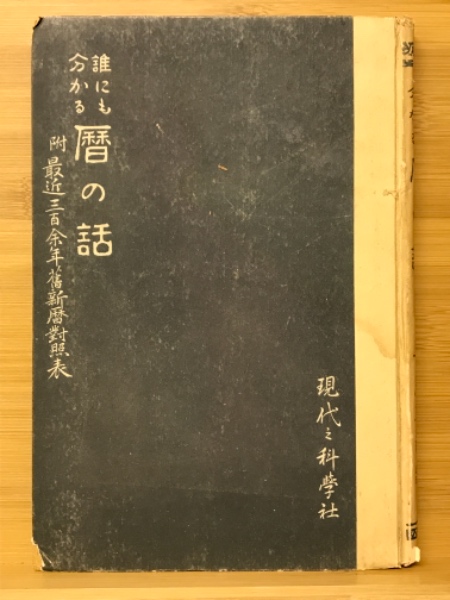 誰にも
分かる
暦の話
附 最近三百余年舊新暦對照表
現代之科學社